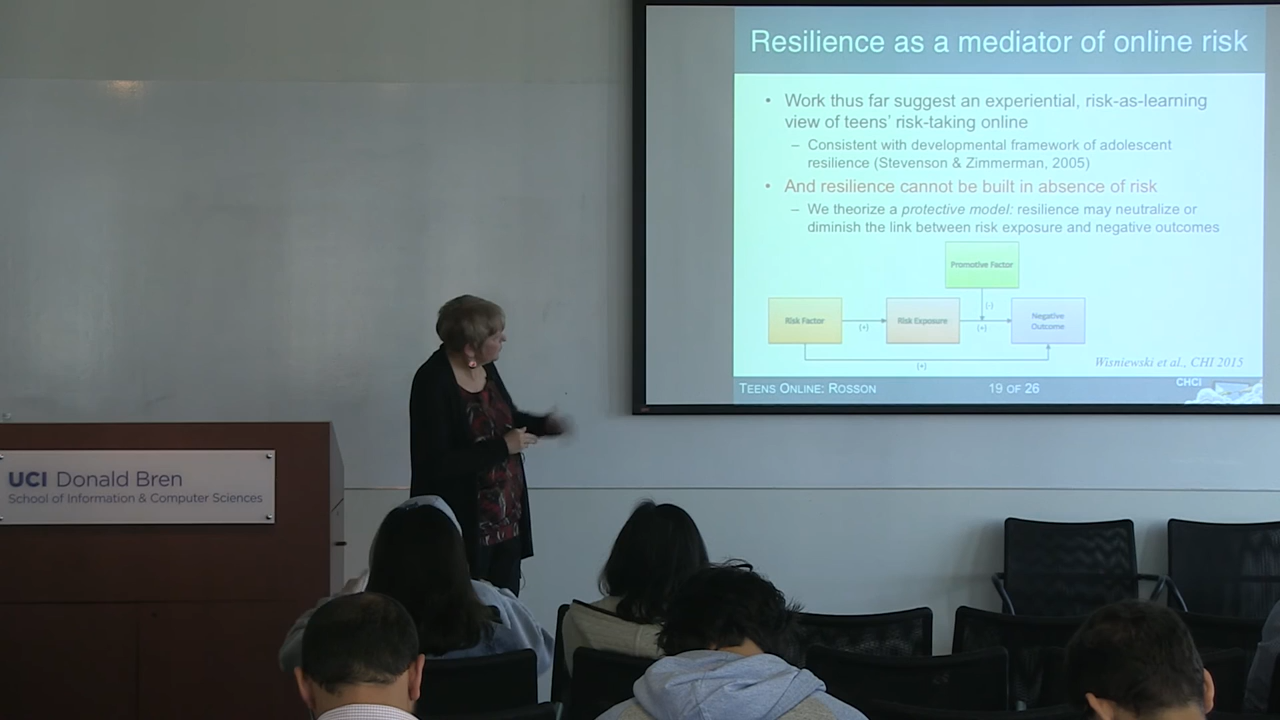 Resilience as a mediator of online risk
• Work thus far suggest an experiential, risk-as-learning
view of teens' risk-taking online
– Consistent with developmental framework of adolescent
resilience (Stevenson & Zimmerman, 2005)
• And resilience cannot be built in absence of risk
– We theorize a protective model: resilience may neutralize or
diminish the link between risk exposure and negative outcomes
Promotive Factor
(-)
Risk Factor
(+)
Risk Exposure
(+)
Negative
Outcome
(+)
Wisniewski et al., CHI 2015
TEENS ONLINE: ROSSON
19 OF 26
CHCI
UCI Donald Bren
School of Information & Computer Sciences